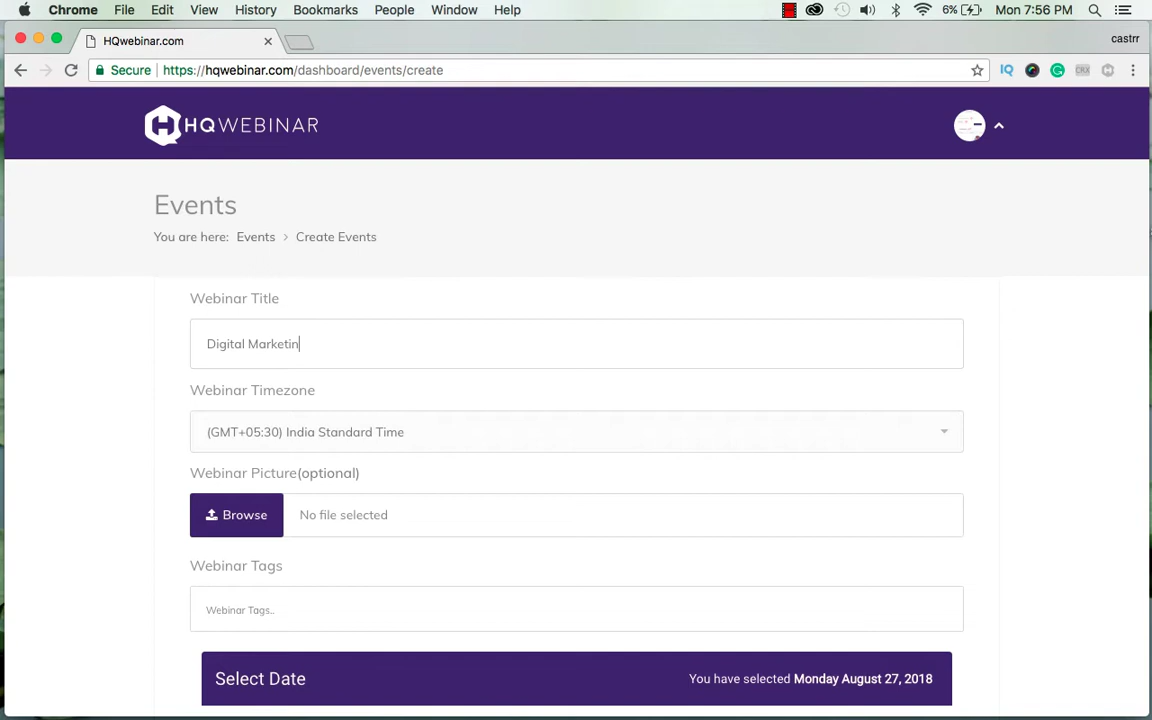 Chrome File Edit View History Bookmarks People Window Help 6% Mon 7:56 PM
HQwebinar.com castrr
Secure https://hqwebinar.com/dashboard/events/create IQ CRX
HQWEBINAR
Events
You are here: Events > Create Events
Webinar Title
Digital Marketin
Webinar Timezone
(GMT+05:30) India Standard Time
Webinar Picture(optional)
Browse No file selected
Webinar Tags
Webinar Tags..
Select Date You have selected Monday August 27, 2018